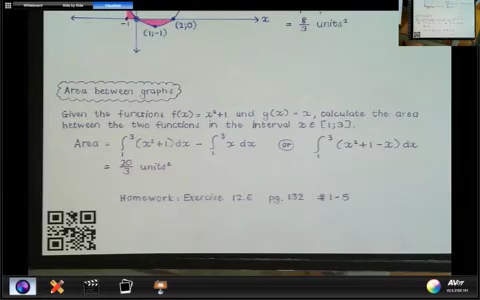 Whiteboard Side by Side
-1 (2;0) x
(1;-1)
= 8/3 units²
Area between graphs
Given the functions f(x) = x²+1 and g(x) = x, calculate the area
between the two functions in the interval x ∈ [1;3].
Area = ∫₁³ (x²+1) dx - ∫₁³ x dx or ∫₁³ (x²+1-x) dx
= 20/3 units²
Homework: Exercise 12.E pg. 132 #1-5
AVer